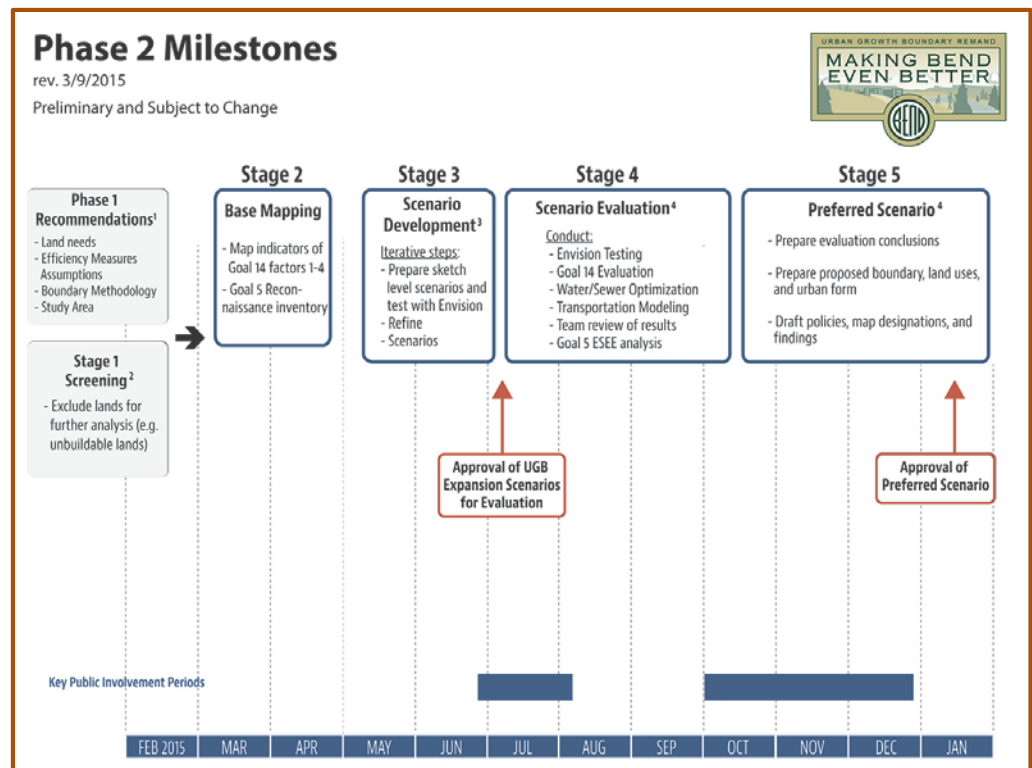 Phase 2 Milestones
rev. 3/9/2015
Preliminary and Subject to Change
URBAN GROWTH BOUNDARY REMAND
MAKING BEND
EVEN BETTER
BEND
Phase 1
Recommendations¹
- Land needs
- Efficiency Measures
Assumptions
- Boundary Methodology
- Study Area
Stage 1
Screening²
- Exclude lands for
further analysis (e.g.
unbuildable lands)
Stage 2
Base Mapping
- Map indicators of
Goal 14 factors 1-4
- Goal 5 Recon-
naissance inventory
Stage 3
Scenario
Development³
Iterative steps:
- Prepare sketch
level scenarios and
test with Envision
- Refine
- Scenarios
Stage 4
Scenario Evaluation⁴
Conduct:
- Envision Testing
- Goal 14 Evaluation
- Water/Sewer Optimization
- Transportation Modeling
- Team review of results
- Goal 5 ESEE analysis
Stage 5
Preferred Scenario⁴
- Prepare evaluation conclusions
- Prepare proposed boundary, land uses,
and urban form
- Draft policies, map designations, and
findings
Approval of UGB
Expansion Scenarios
for Evaluation
Approval of
Preferred Scenario
Key Public Involvement Periods
FEB 2015 MAR APR MAY JUN JUL AUG SEP OCT NOV DEC JAN